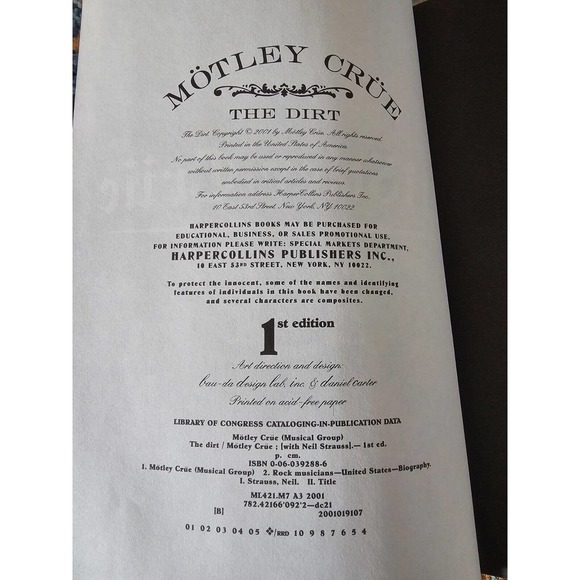 MÖTLEY CRÜE
THE DIRT
The Dirt Copyright © 2001 by Mötley Crüe. All rights reserved.
Printed in the United States of America.
No part of this book may be used or reproduced in any manner whatsoever
without written permission except in the case of brief quotations
embodied in critical articles and reviews.
For information address HarperCollins Publishers Inc.,
10 East 53rd Street, New York, NY 10022
HARPERCOLLINS BOOKS MAY BE PURCHASED FOR
EDUCATIONAL, BUSINESS, OR SALES PROMOTIONAL USE.
FOR INFORMATION PLEASE WRITE: SPECIAL MARKETS DEPARTMENT,
HARPERCOLLINS PUBLISHERS INC.,
10 EAST 53RD STREET, NEW YORK, NY 10022.
To protect the innocent, some of the names and identifying
features of individuals in this book have been changed,
and several characters are composites.
1st edition
Art direction and design:
bau-da design lab, inc. & daniel carter
Printed on acid-free paper
LIBRARY OF CONGRESS CATALOGING-IN-PUBLICATION DATA
Mötley Crüe (Musical Group)
The dirt / Mötley Crüe ; [with Neil Strauss].— 1st ed.
p. cm.
ISBN 0-06-039288-6
1. Mötley Crüe (Musical Group) 2. Rock musicians—United States—Biography.
I. Strauss, Neil. II. Title
ML421.M7 A3 2001
782.42166'092'2—dc21
[B] 2001019107
01 02 03 04 05 ❖/RRD 10 9 8 7 6 5 4